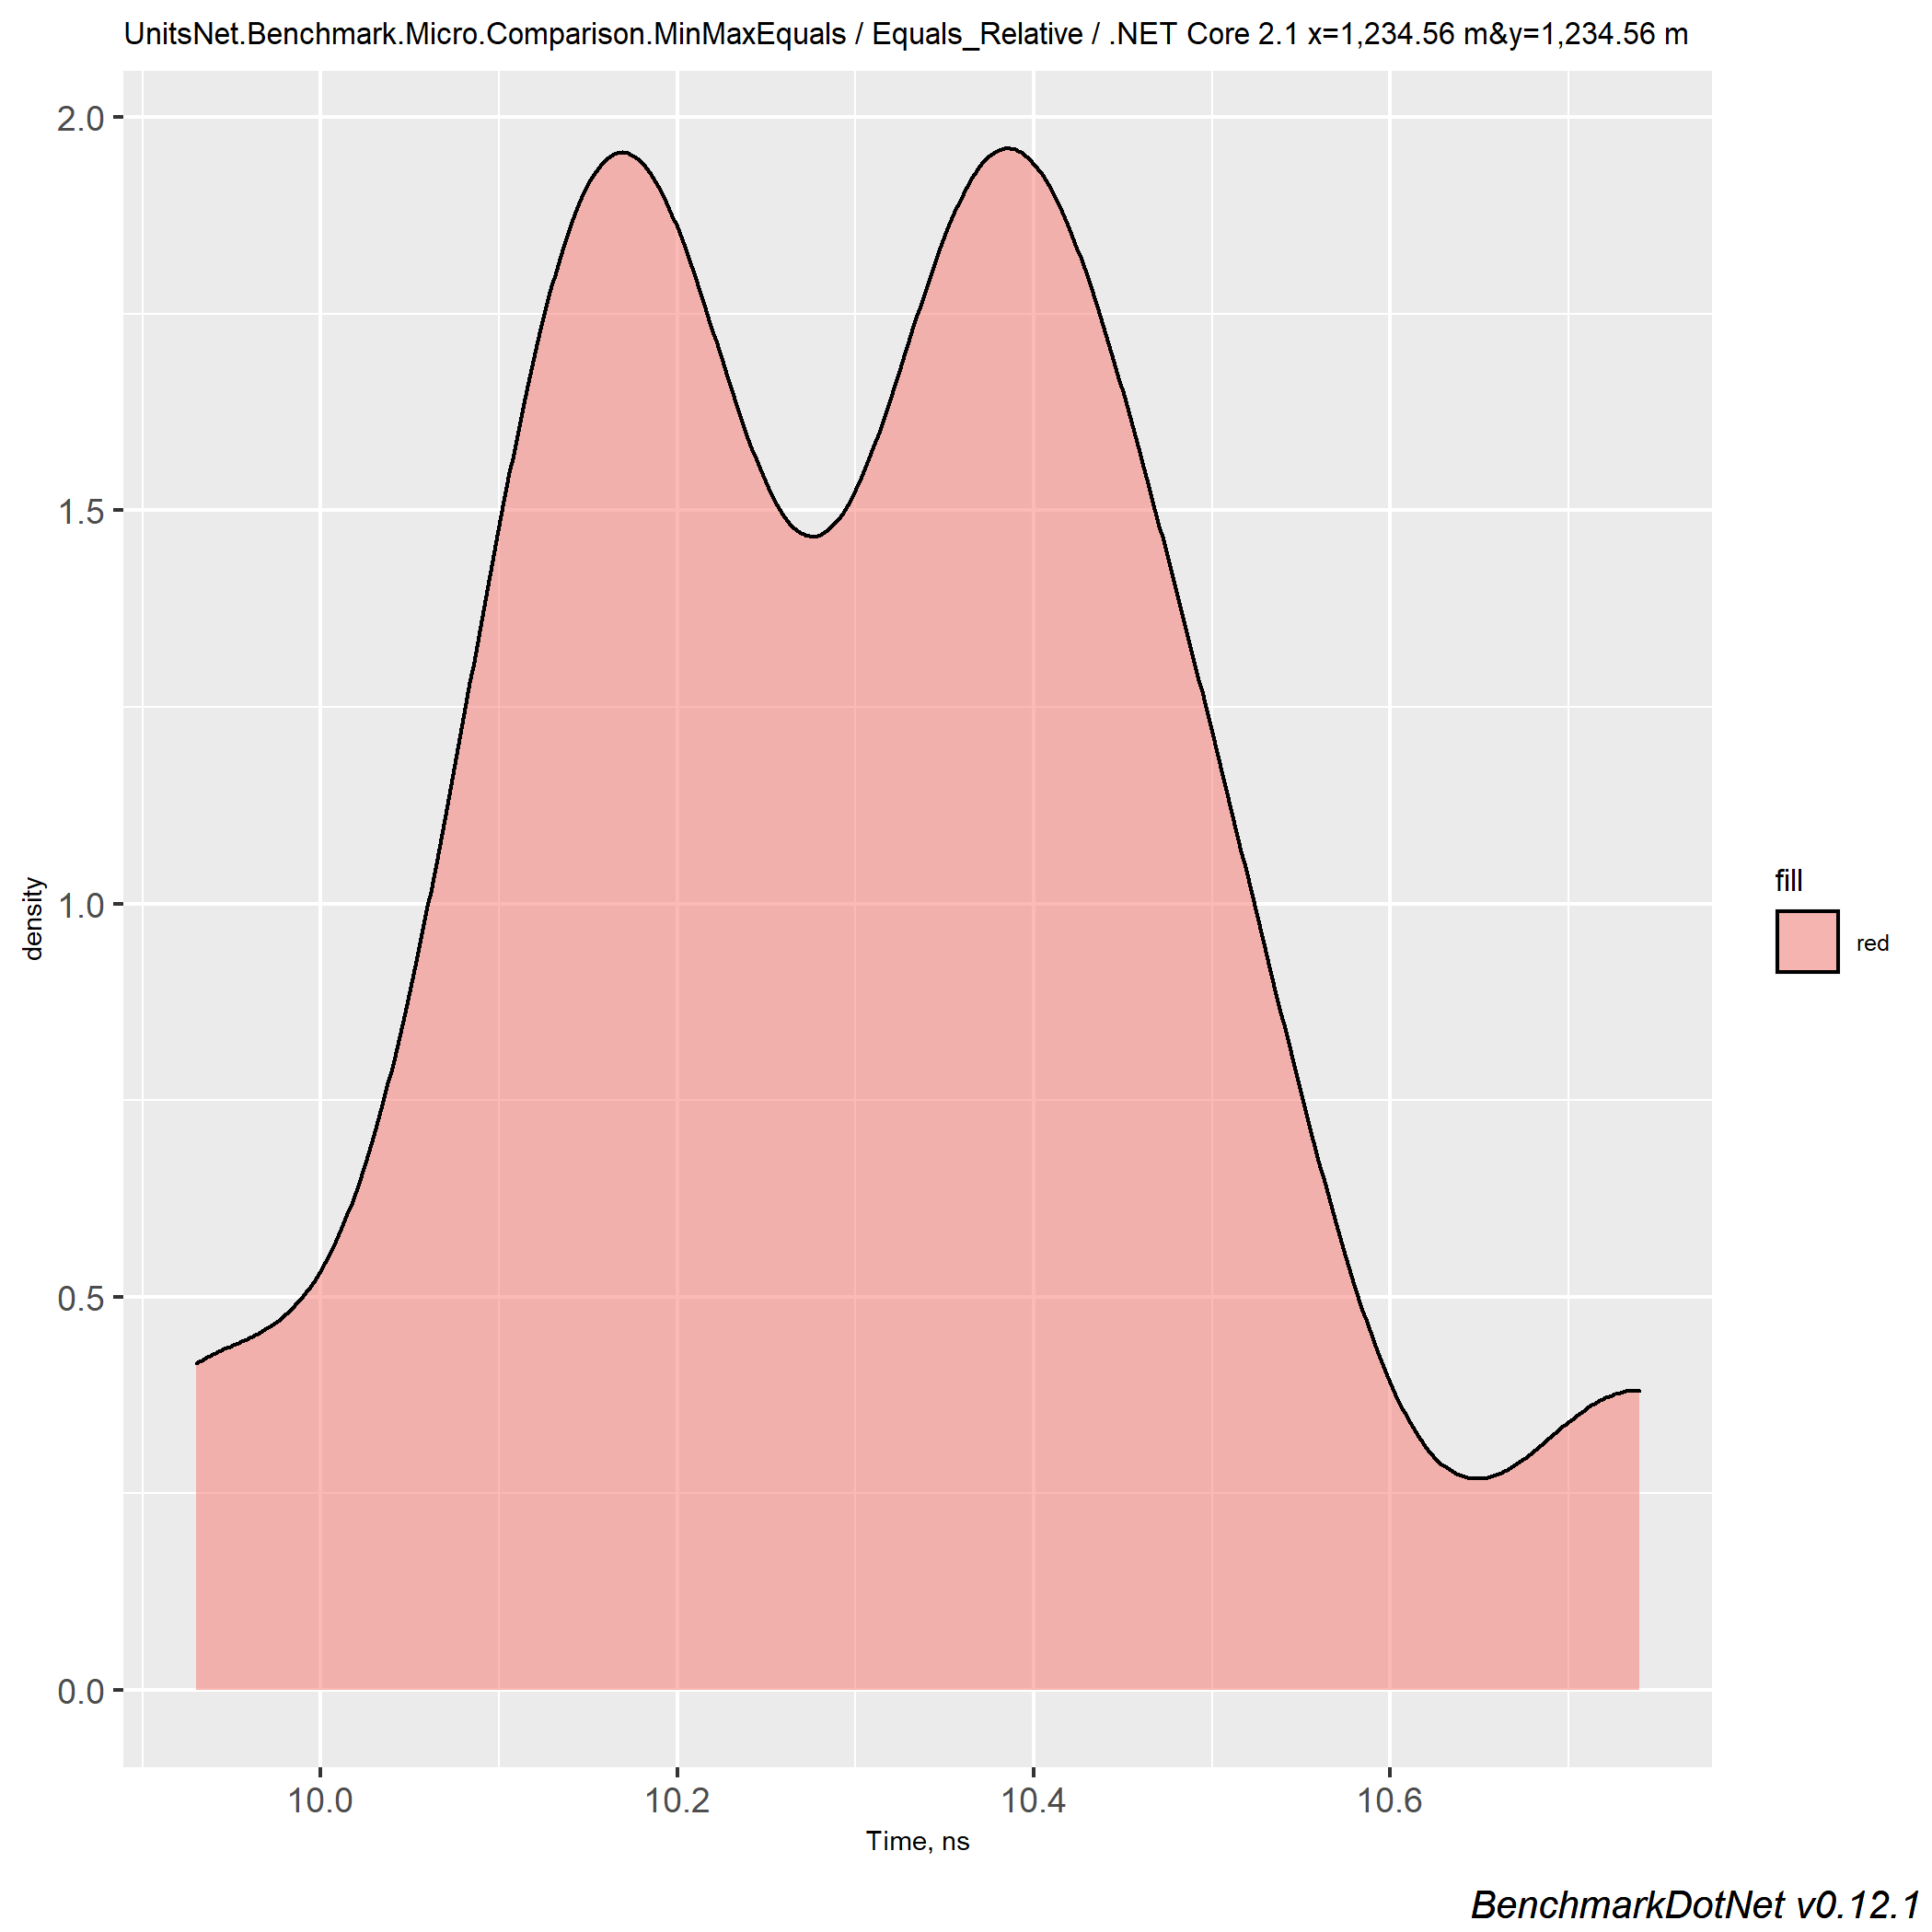 UnitsNet.Benchmark.Micro.Comparison.MinMaxEquals / Equals_Relative / .NET Core 2.1 x=1,234.56 m&y=1,234.56 m
2.0
1.5
1.0
0.5
0.0
density
10.0 10.2 10.4 10.6
Time, ns
fill
red
BenchmarkDotNet v0.12.1